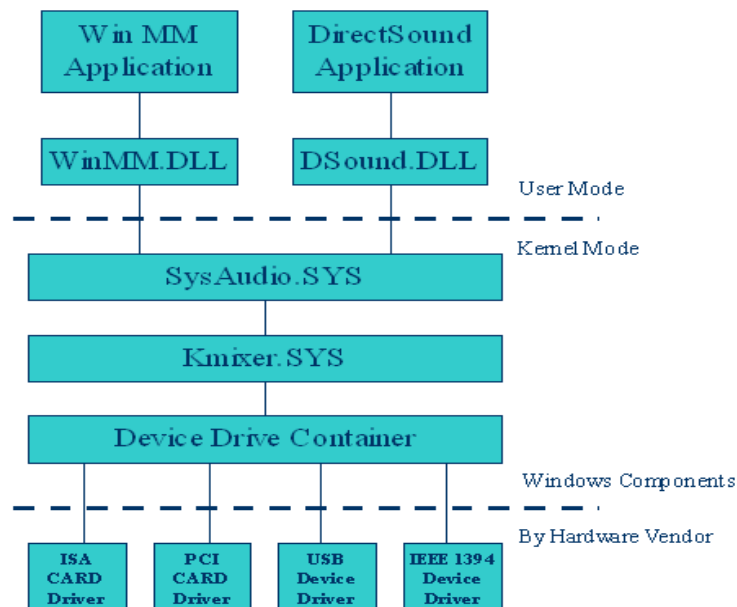 Win MM
Application
DirectSound
Application
WinMM.DLL
DSound.DLL
User Mode
Kernel Mode
SysAudio.SYS
Kmixer.SYS
Device Drive Container
Windows Components
By Hardware Vendor
ISA
CARD
Driver
PCI
CARD
Driver
USB
Device
Driver
IEEE 1394
Device
Driver